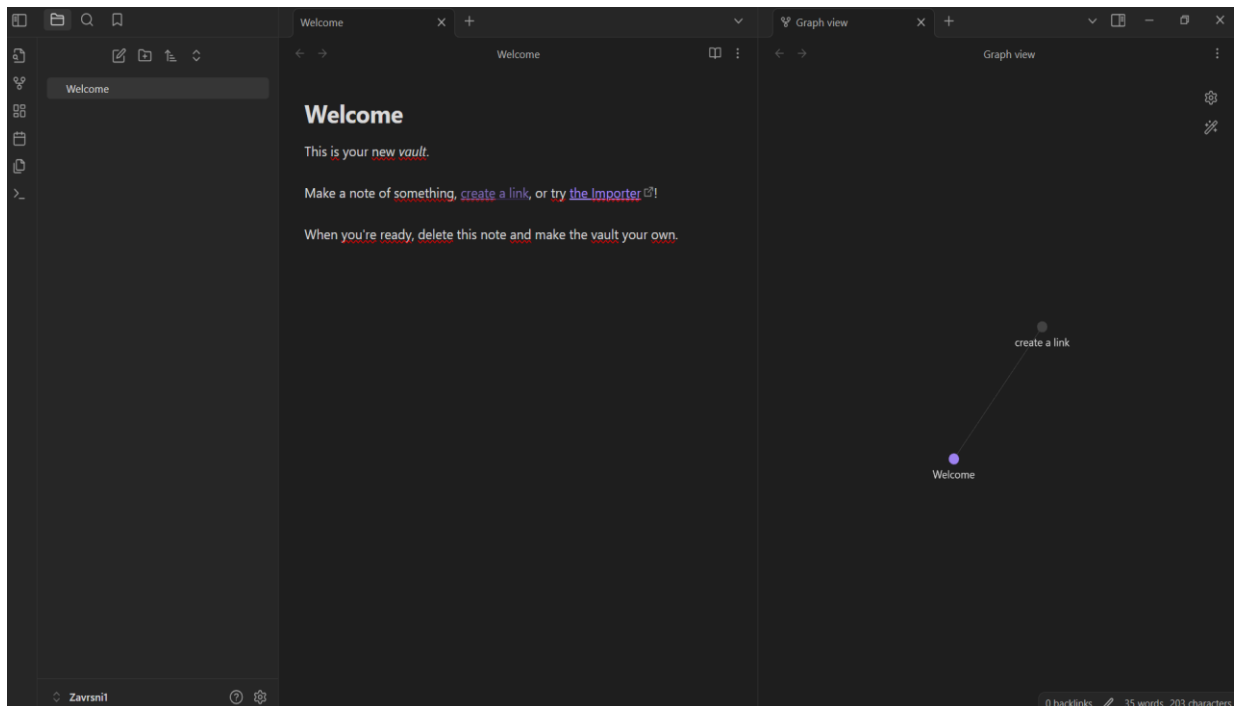 Welcome
Graph view
Welcome
Graph view
Welcome
Welcome
This is your new vault.
Make a note of something, create a link, or try the Importer!
When you're ready, delete this note and make the vault your own.
create a link
Welcome
Zavrsni1
0 backlinks 35 words 203 characters